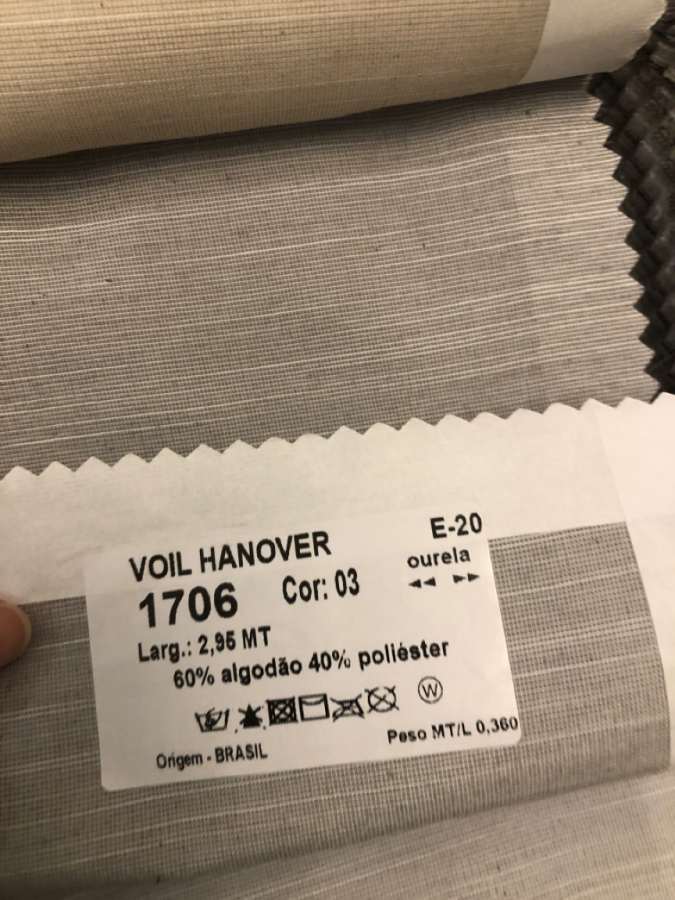 E-20
VOIL HANOVER
ourela
1706 Cor: 03
Larg.: 2,95 MT
60% algodão 40% poliéster
W
Peso MT/L 0,360
Origem - BRASIL